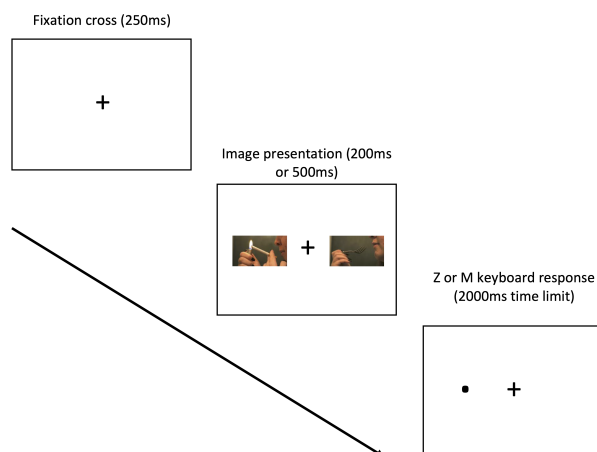 Fixation cross (250ms)
Image presentation (200ms
or 500ms)
Z or M keyboard response
(2000ms time limit)